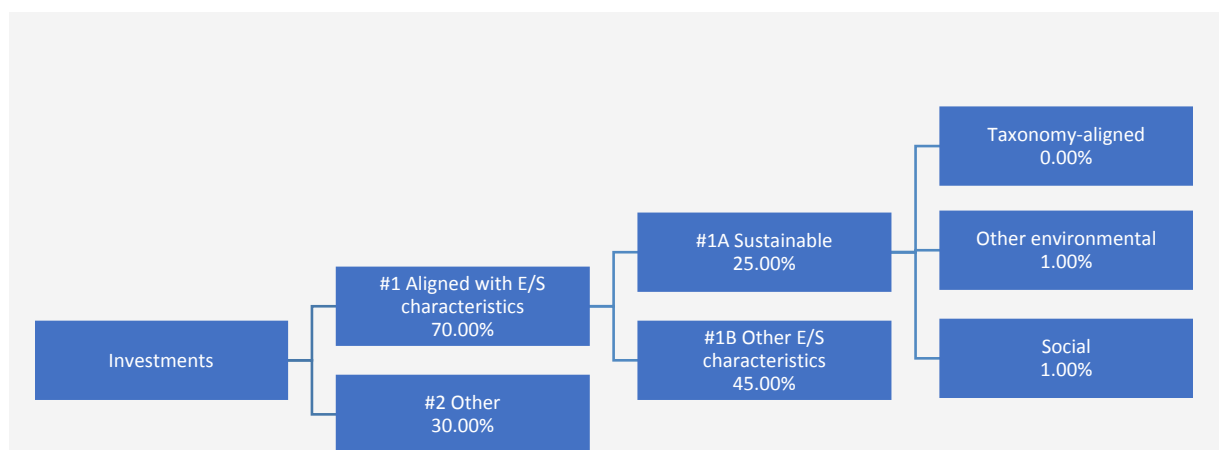 Investments
#1 Aligned with E/S
characteristics
70.00%
#2 Other
30.00%
#1A Sustainable
25.00%
#1B Other E/S
characteristics
45.00%
Taxonomy-aligned
0.00%
Other environmental
1.00%
Social
1.00%